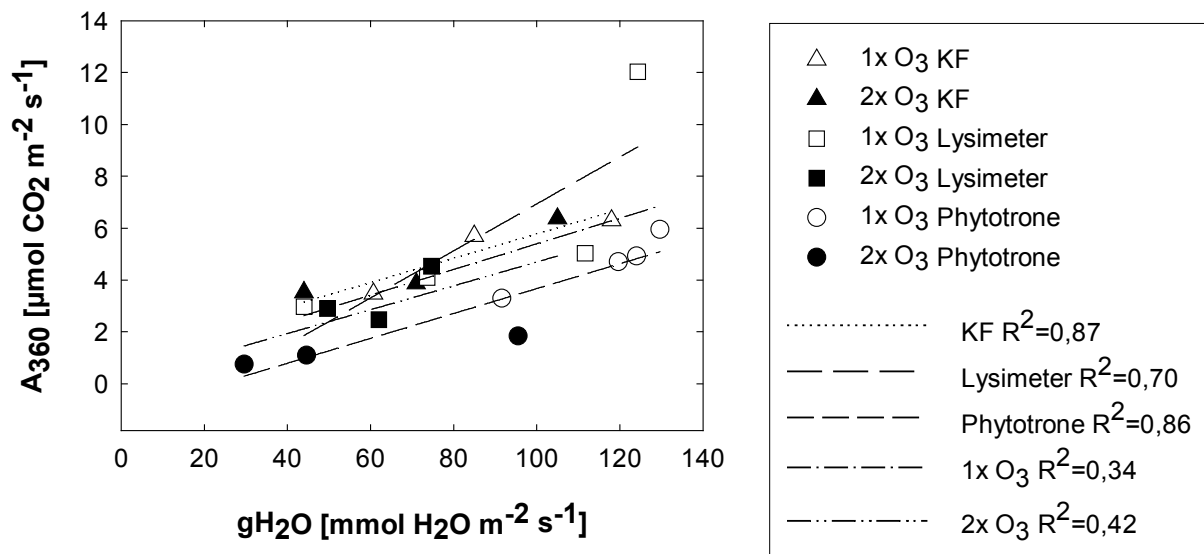 14
12
10
8
6
4
2
0
A360 [µmol CO2 m-2 s-1]
0 20 40 60 80 100 120 140
gH2O [mmol H2O m-2 s-1]
1x O3 KF
2x O3 KF
1x O3 Lysimeter
2x O3 Lysimeter
1x O3 Phytotrone
2x O3 Phytotrone
KF R2=0,87
Lysimeter R2=0,70
Phytotrone R2=0,86
1x O3 R2=0,34
2x O3 R2=0,42